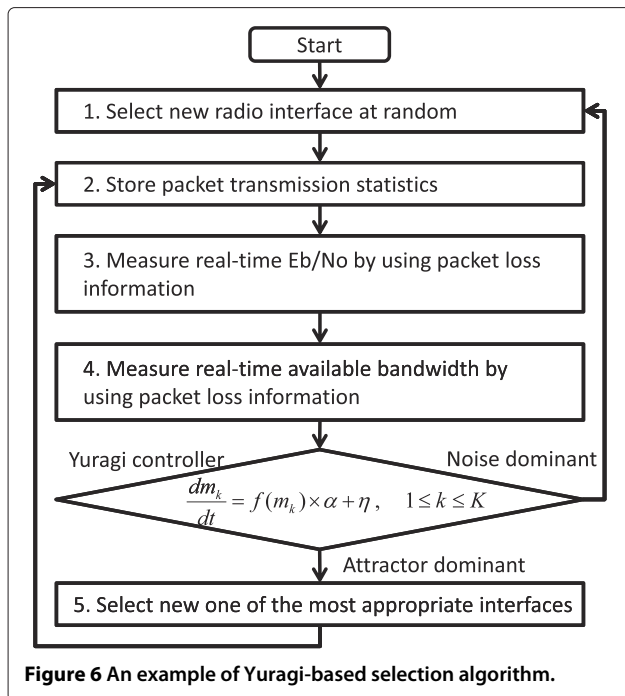 Start
1. Select new radio interface at random
2. Store packet transmission statistics
3. Measure real-time Eb/No by using packet loss
information
4. Measure real-time available bandwidth by
using packet loss information
Yuragi controller
Noise dominant
dm_k/dt = f(m_k)×α+η, 1≤k≤K
Attractor dominant
5. Select new one of the most appropriate interfaces
Figure 6 An example of Yuragi-based selection algorithm.